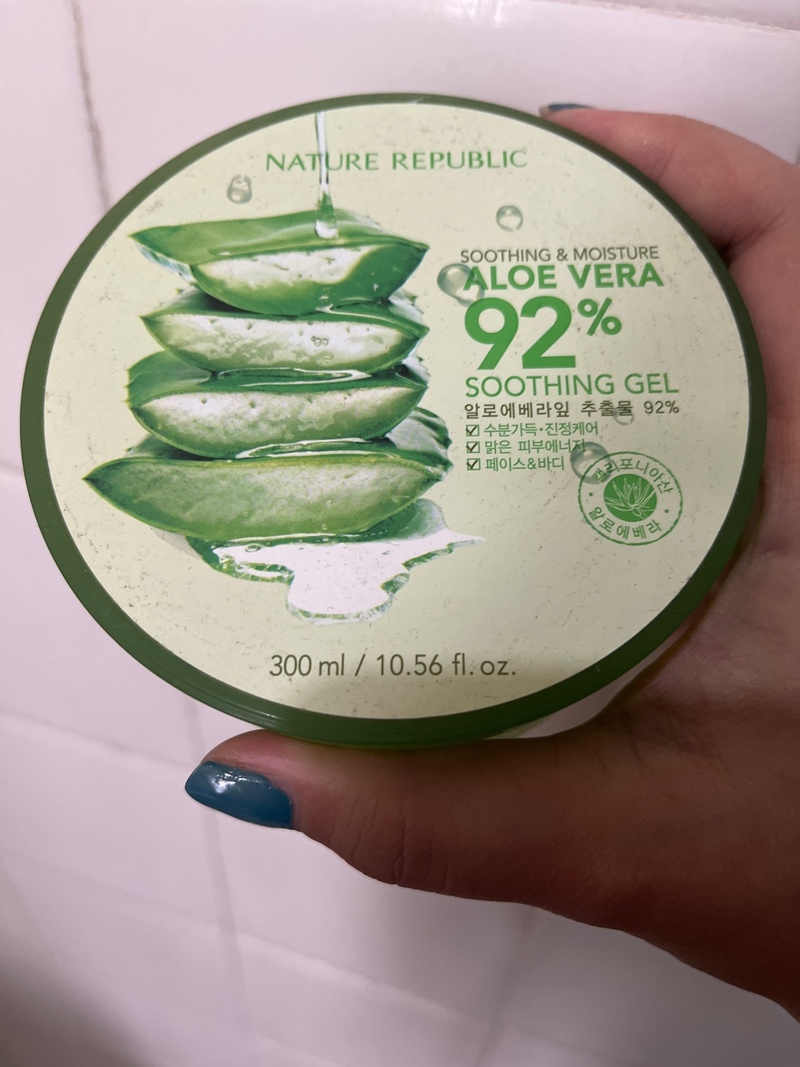 NATURE REPUBLIC
SOOTHING & MOISTURE
ALOE VERA
92%
SOOTHING GEL
알로에베라잎 추출물 92%
수분가득·진정케어
맑은 피부에너지
페이스&바디
캘리포니아산
알로에베라
300 ml / 10.56 fl. oz.